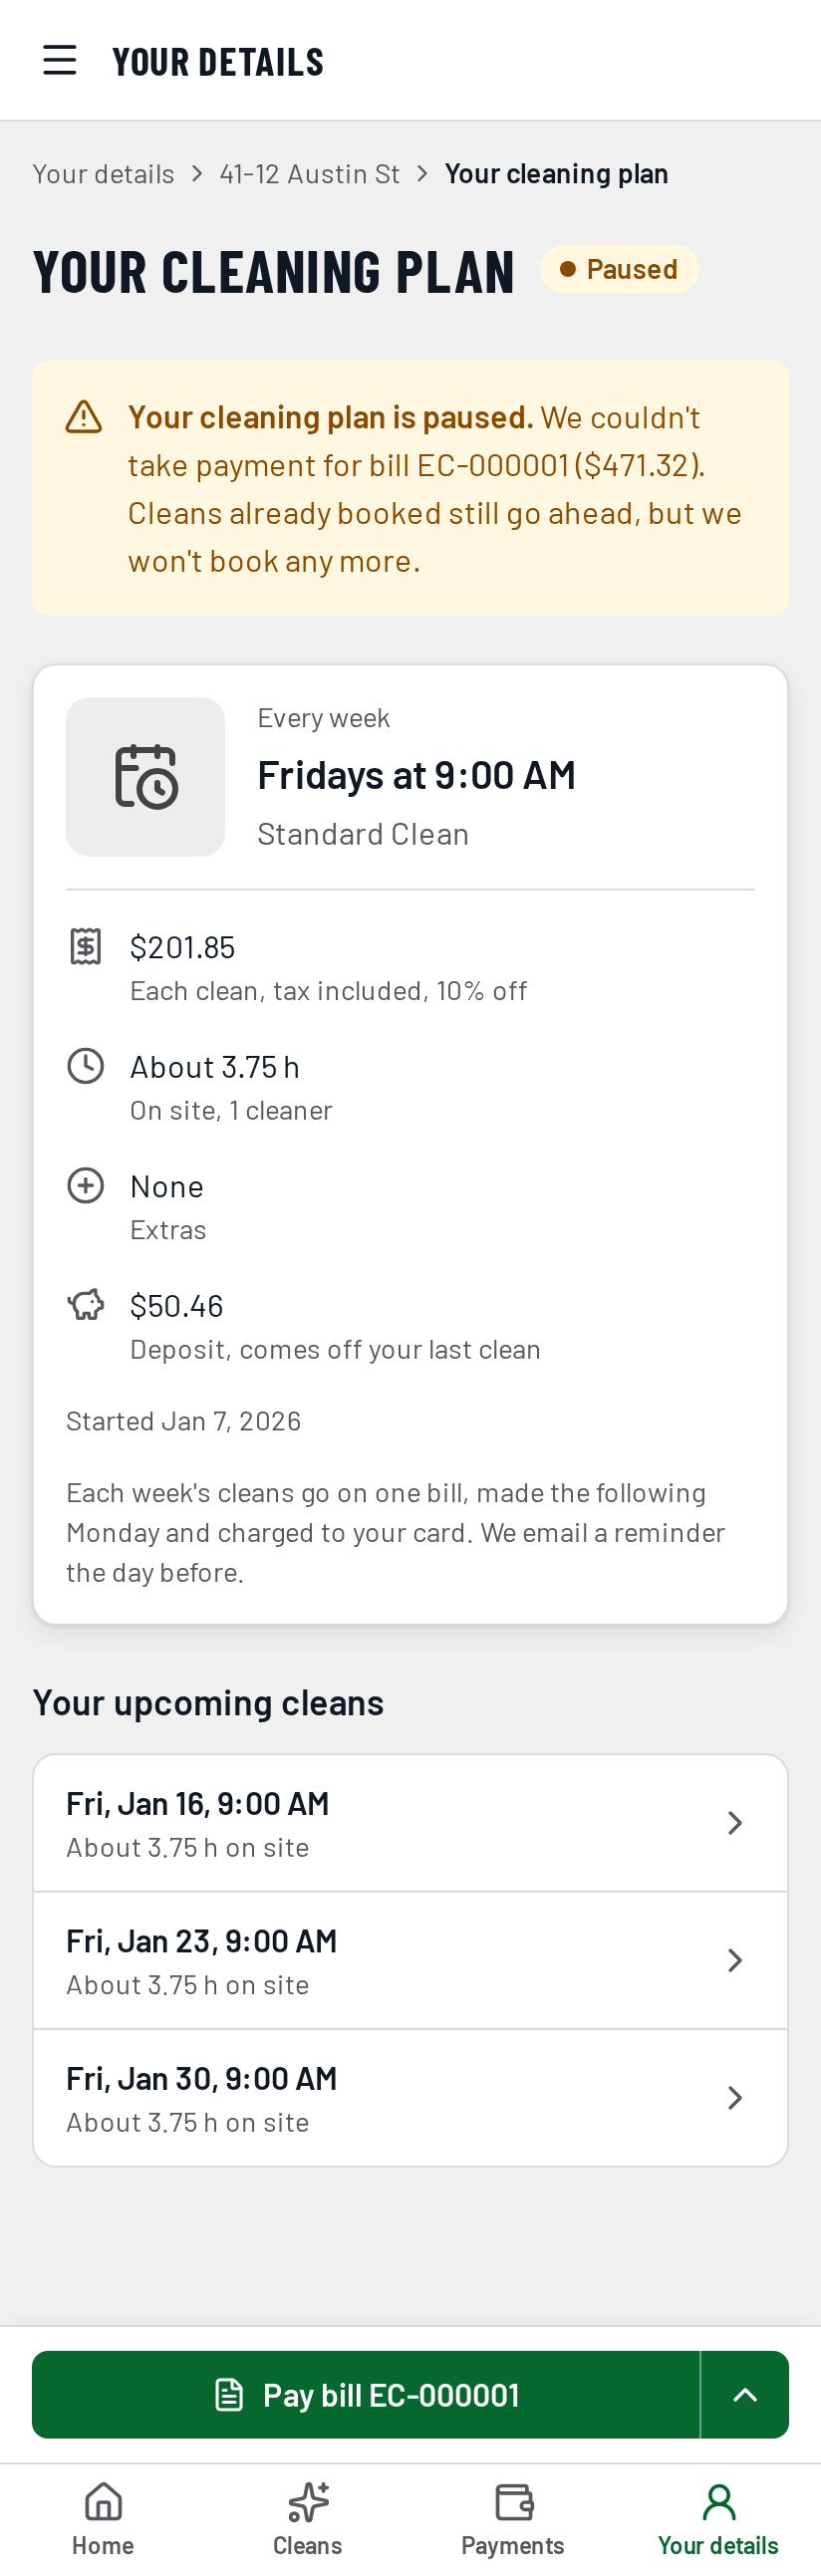 YOUR DETAILS
Your details > 41-12 Austin St > Your cleaning plan
YOUR CLEANING PLAN
Paused
Your cleaning plan is paused. We couldn't
take payment for bill EC-000001 ($471.32).
Cleans already booked still go ahead, but we
won't book any more.
Every week
Fridays at 9:00 AM
Standard Clean
$201.85
Each clean, tax included, 10% off
About 3.75 h
On site, 1 cleaner
None
Extras
$50.46
Deposit, comes off your last clean
Started Jan 7, 2026
Each week's cleans go on one bill, made the following
Monday and charged to your card. We email a reminder
the day before.
Your upcoming cleans
Fri, Jan 16, 9:00 AM
About 3.75 h on site
Fri, Jan 23, 9:00 AM
About 3.75 h on site
Fri, Jan 30, 9:00 AM
About 3.75 h on site
Pay bill EC-000001
Home
Cleans
Payments
Your details